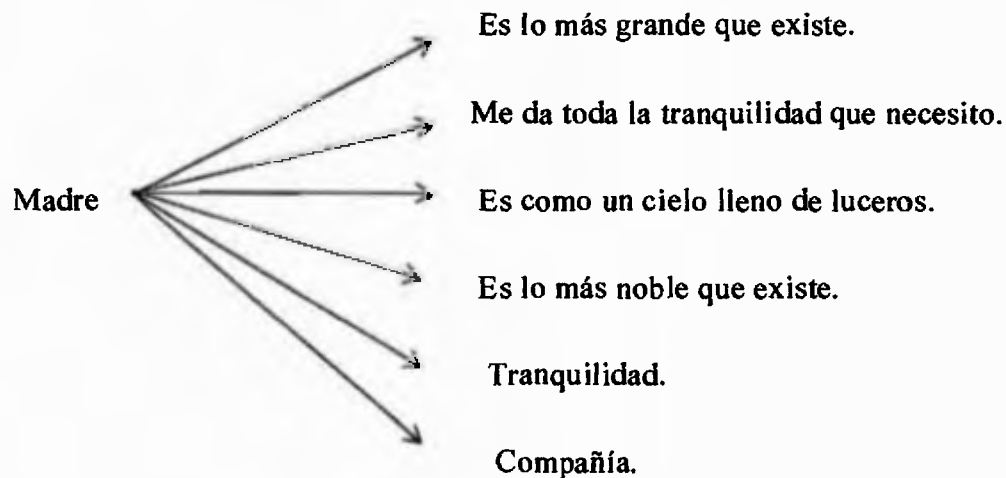 Es lo más grande que existe.
Me da toda la tranquilidad que necesito.
Madre
Es como un cielo lleno de luceros.
Es lo más noble que existe.
Tranquilidad.
Compañía.